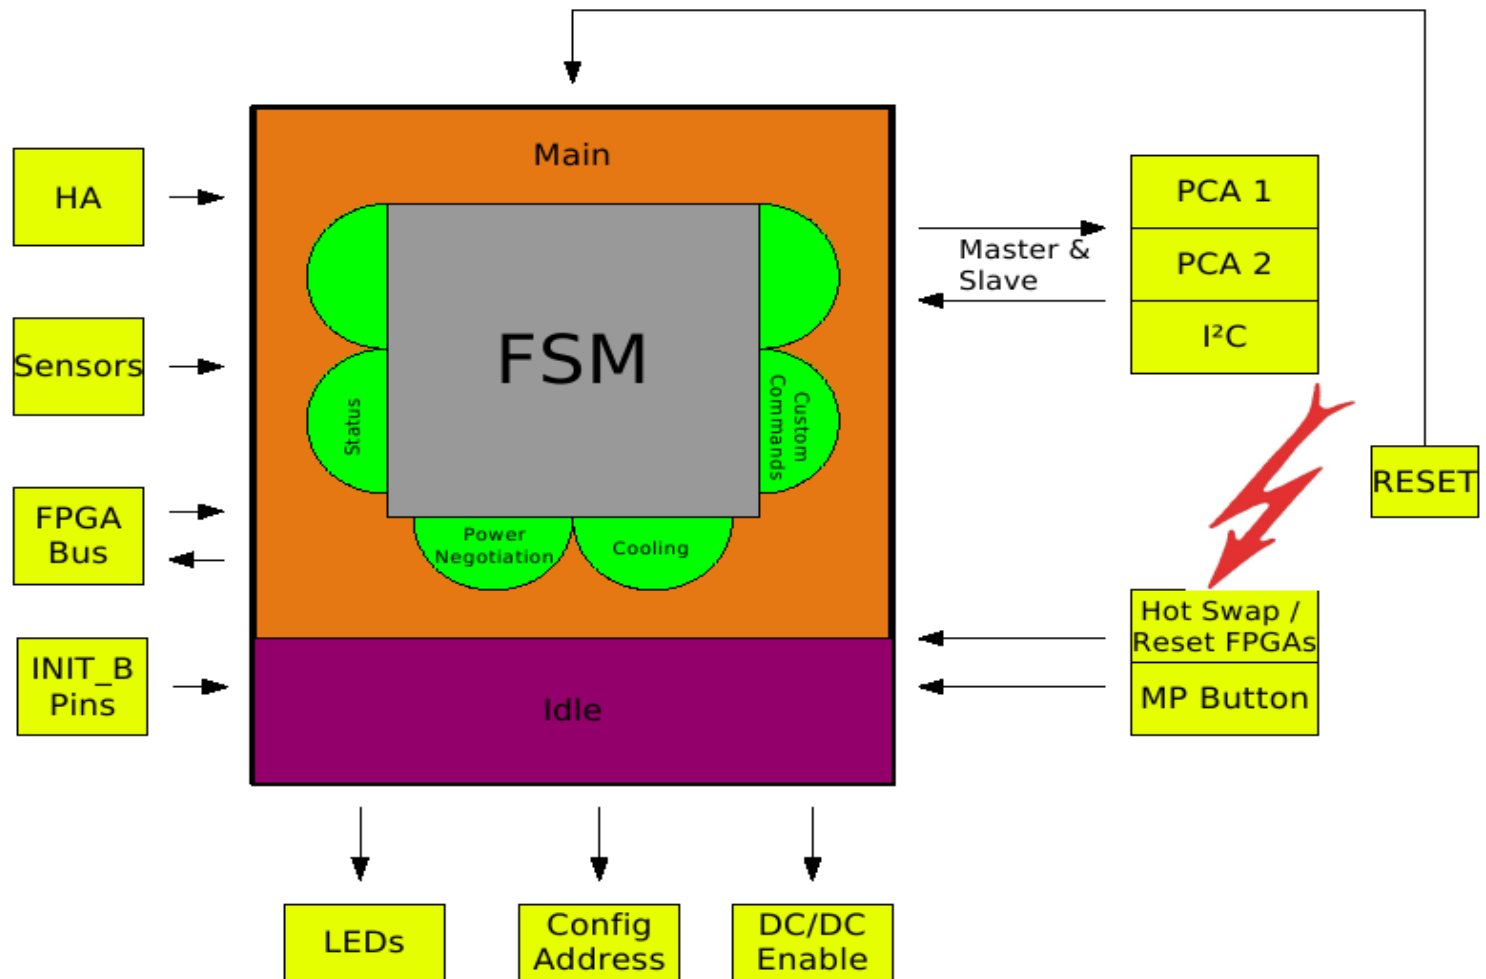 Main
HA
Sensors
FPGA
Bus
INIT_B
Pins
FSM
Status
Custom
Commands
Power
Negotiation
Cooling
Idle
Master &
Slave
PCA 1
PCA 2
I²C
RESET
Hot Swap /
Reset FPGAs
MP Button
LEDs
Config
Address
DC/DC
Enable